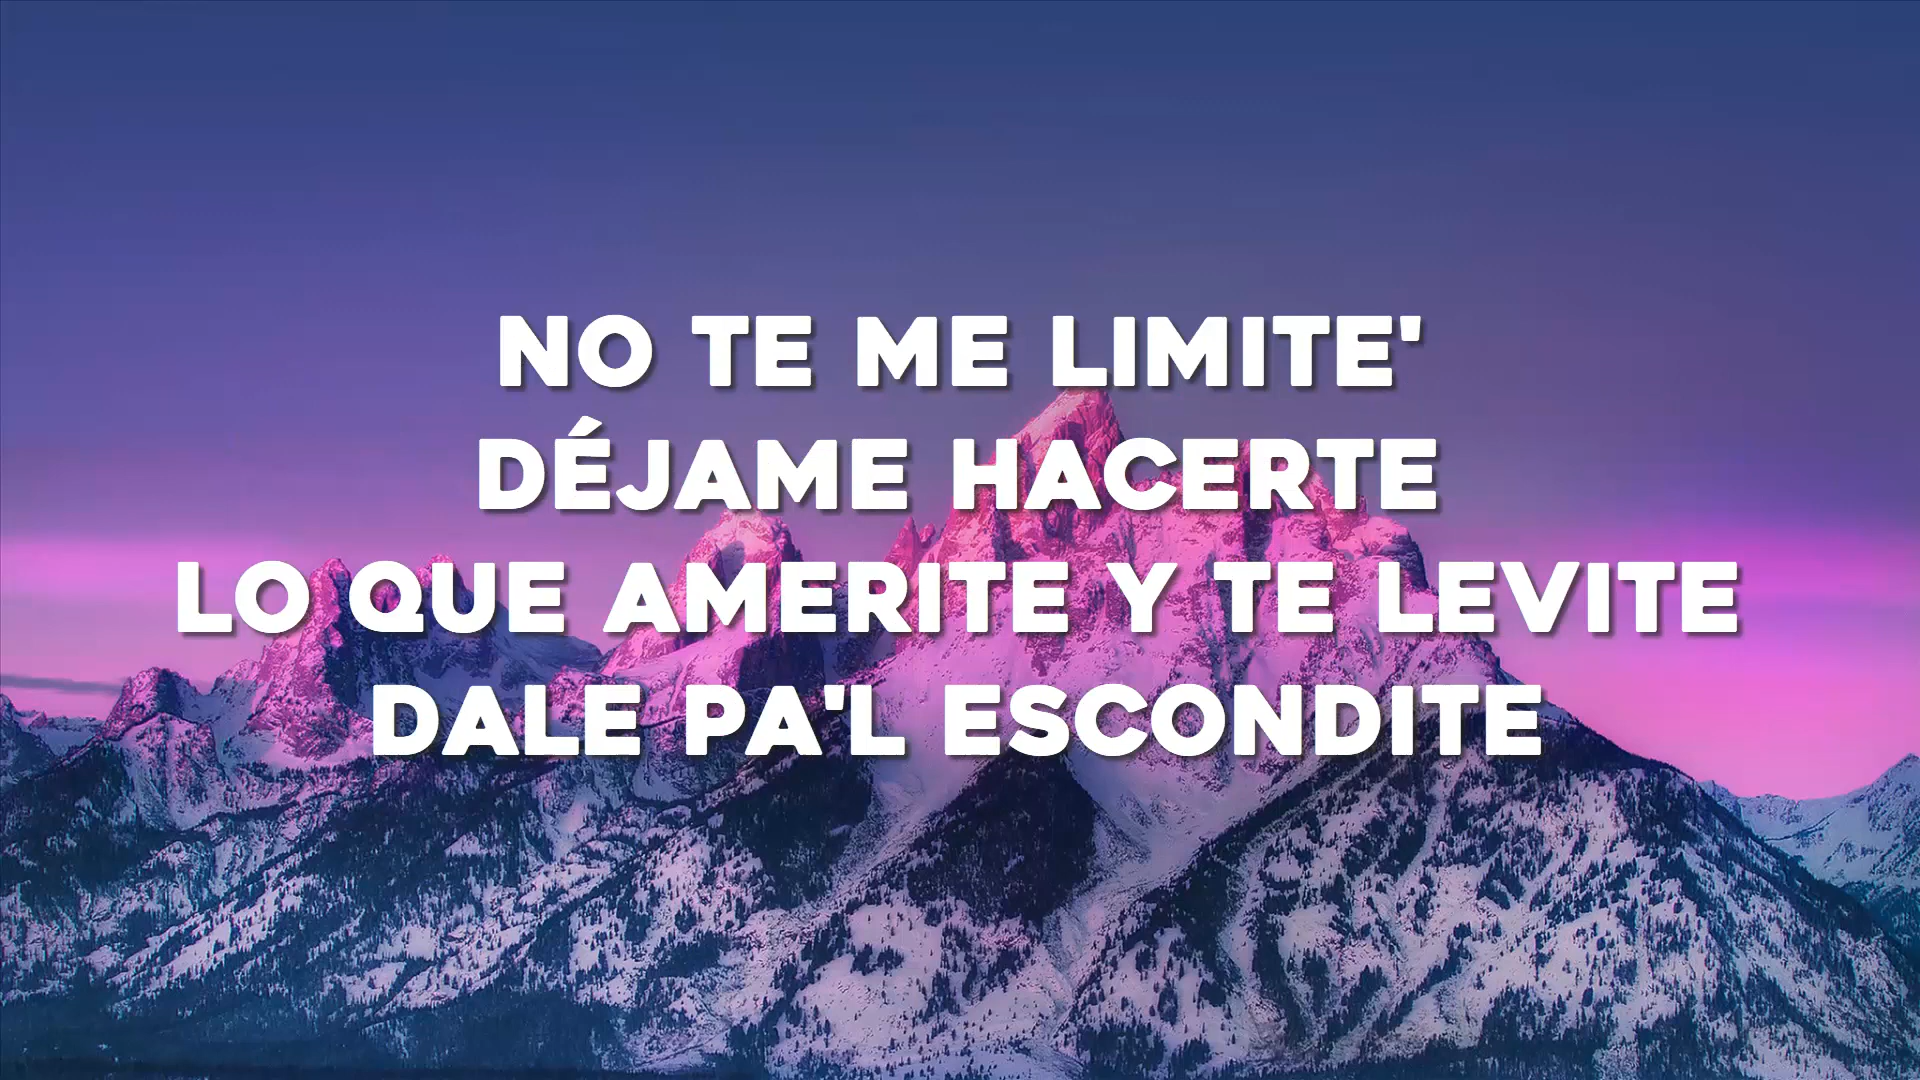 NO TE ME LIMITE'
DÉJAME HACERTE
LO QUE AMERITE Y TE LEVITE
DALE PA'L ESCONDITE